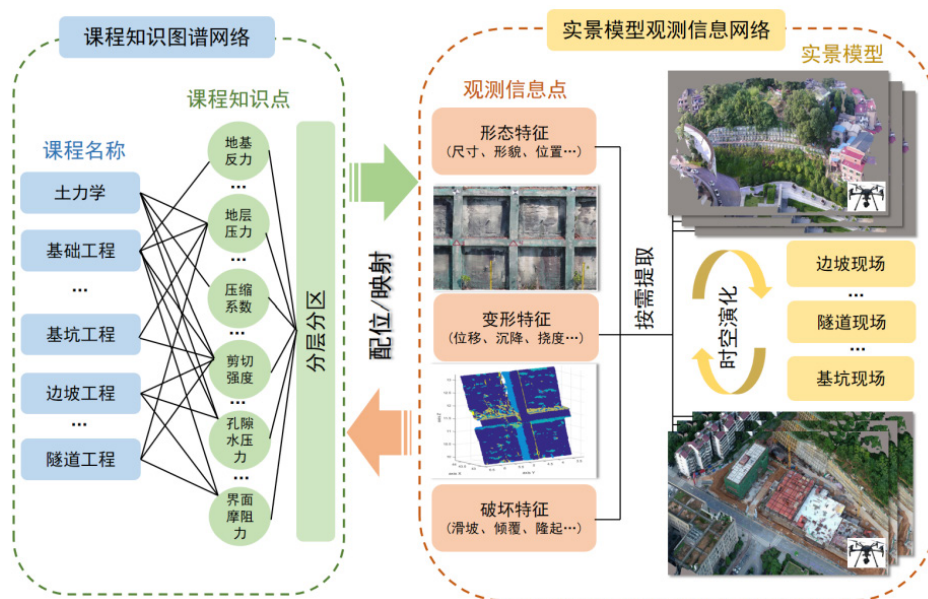 课程知识图谱网络
课程名称
土力学
基础工程
...
基坑工程
边坡工程
...
隧道工程
课程知识点
地基
反力
...
地层
压力
...
压缩
系数
...
剪切
强度
...
孔隙
水压
力
...
界面
摩阻
力
分层分区
配位/映射
实景模型观测信息网络
观测信息点
形态特征
(尺寸、形貌、位置…)
变形特征
(位移、沉降、挠度…)
破坏特征
(滑坡、倾覆、隆起…)
按需提取
实景模型
时空演化
边坡现场
...
隧道现场
...
基坑现场